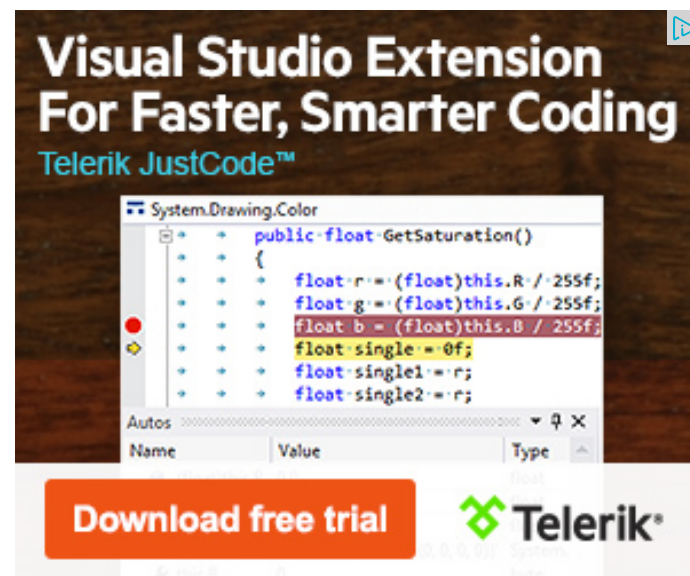 Visual Studio Extension
For Faster, Smarter Coding
Telerik JustCode™
System.Drawing.Color
public float GetSaturation()
{
float r = (float)this.R / 255f;
float g = (float)this.G / 255f;
float b = (float)this.B / 255f;
float single = 0f;
float single1 = r;
float single2 = r;
Autos
Name Value Type
float
Download free trial
Telerik®